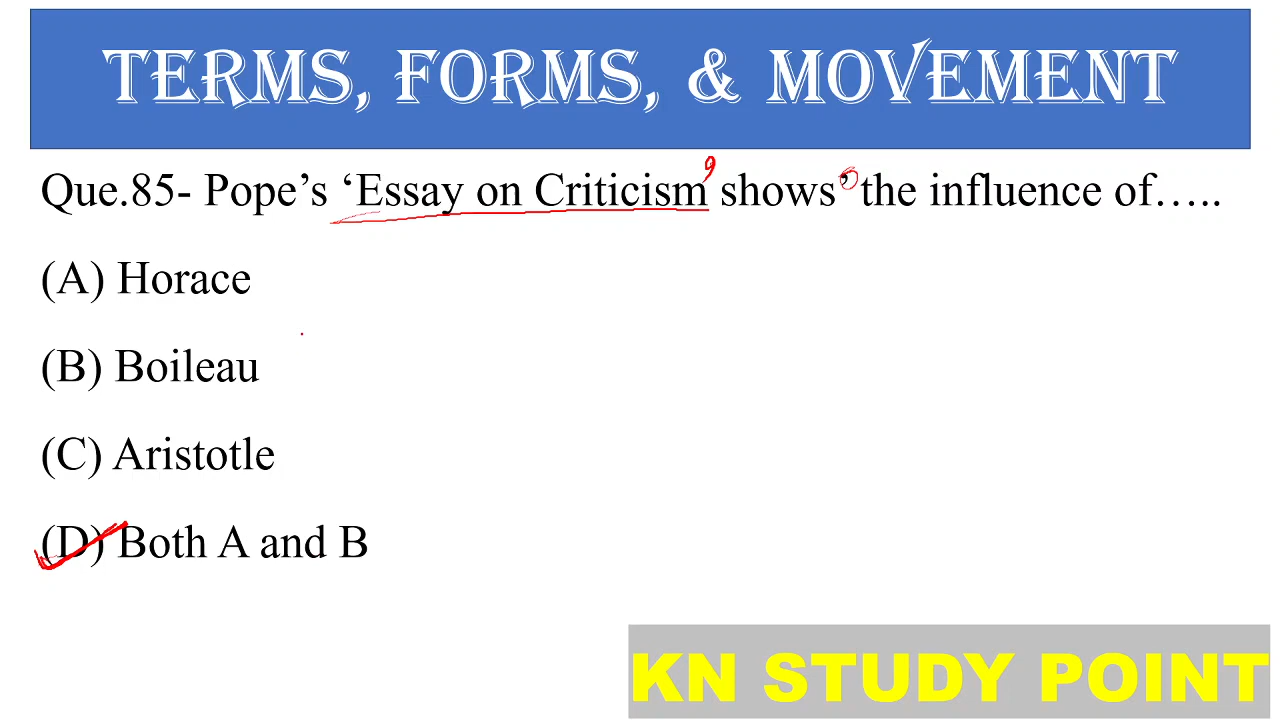 TERMS, FORMS, & MOVEMENT
Que.85- Pope’s ‘Essay on Criticism’ shows’ the influence of…..
(A) Horace
(B) Boileau
(C) Aristotle
(D) Both A and B
KN STUDY POINT